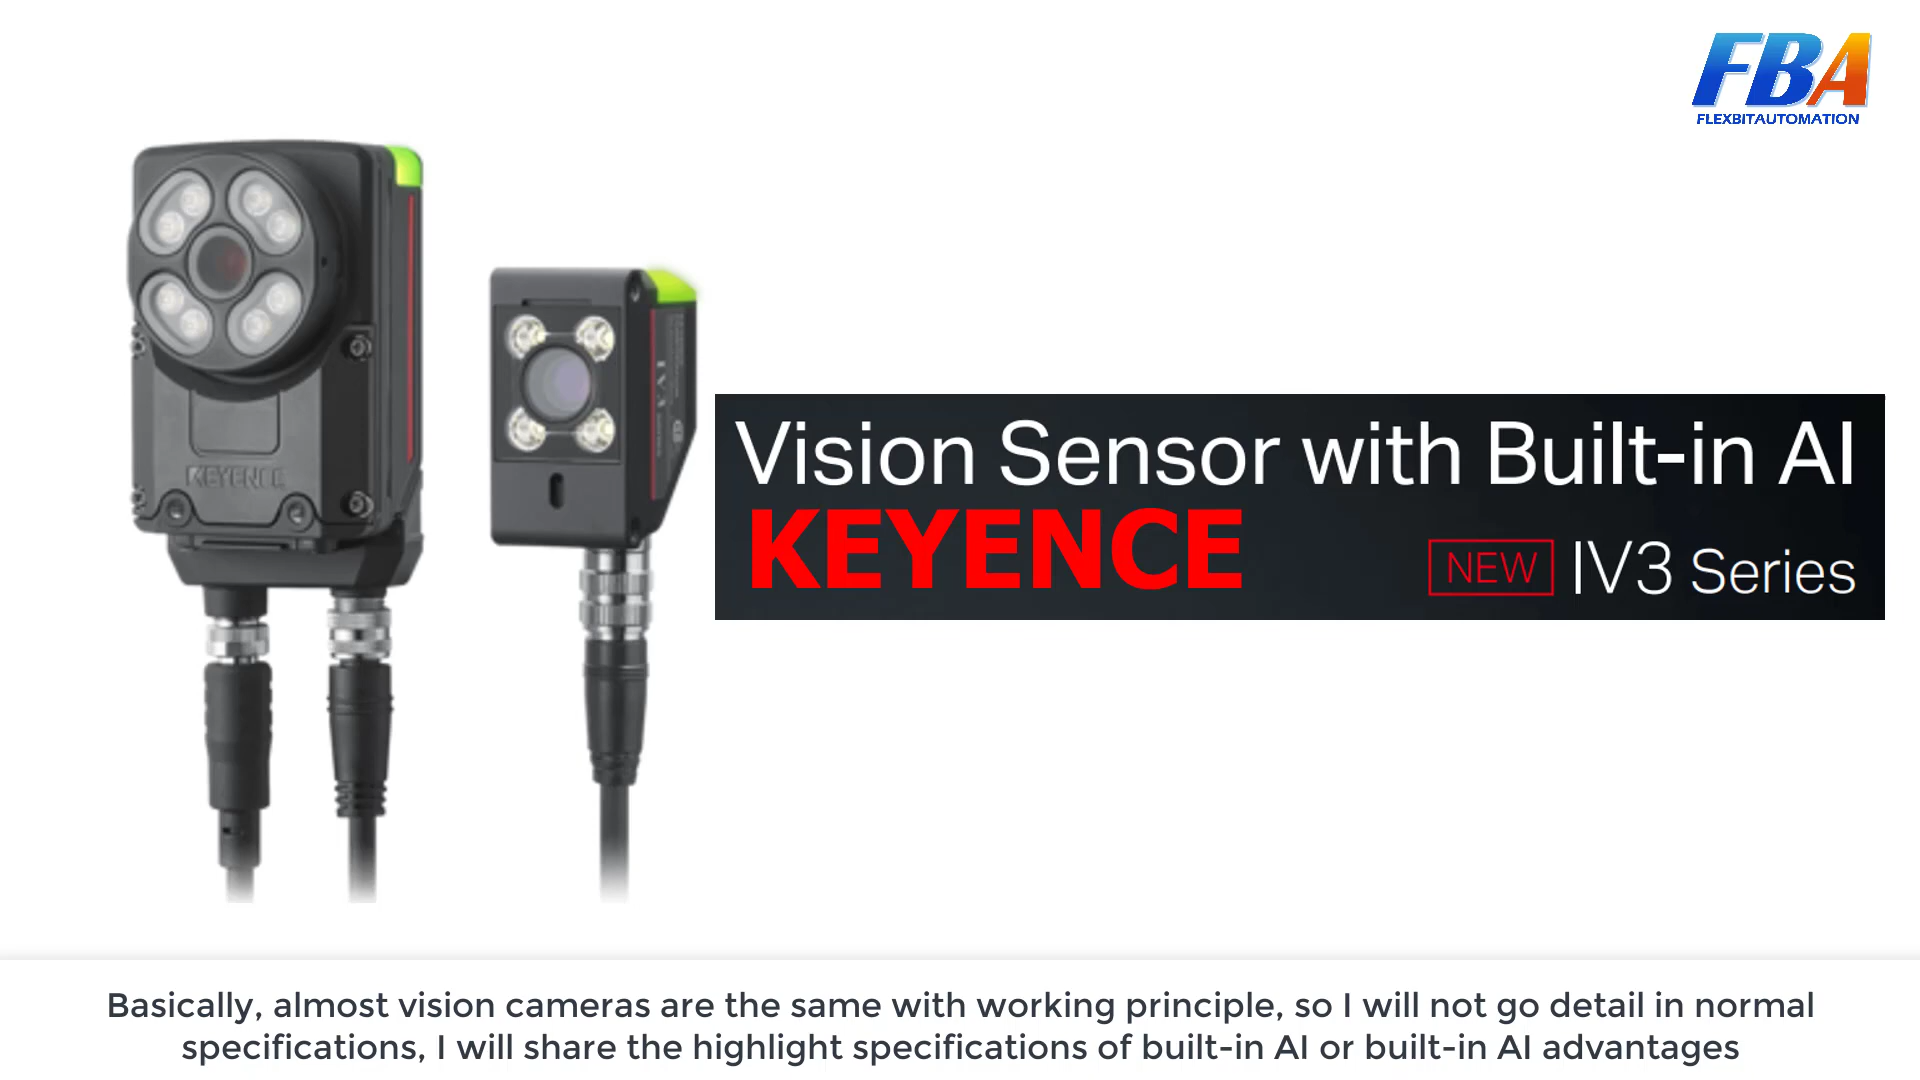 FBA
FLEXBITAUTOMATION
KEYENCE
IV3
Vision Sensor with Built-in AI
KEYENCE
NEW IV3 Series
Basically, almost vision cameras are the same with working principle, so I will not go detail in normal
specifications, I will share the highlight specifications of built-in AI or built-in AI advantages